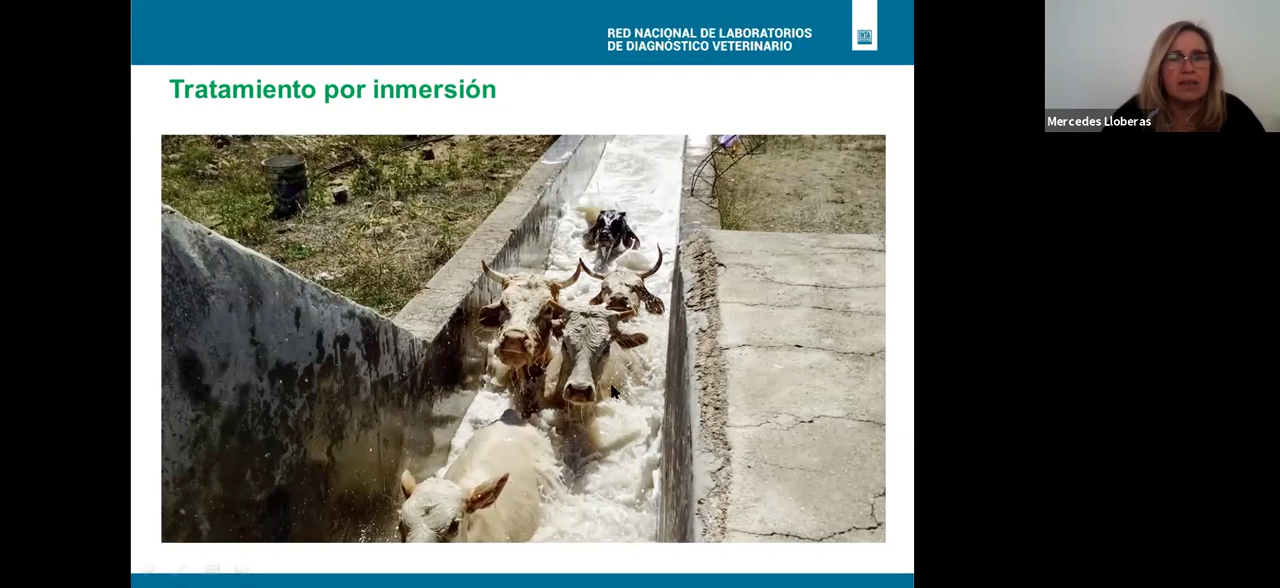 RED NACIONAL DE LABORATORIOS
DE DIAGNÓSTICO VETERINARIO
INTA
Tratamiento por inmersión
Mercedes Lloberas